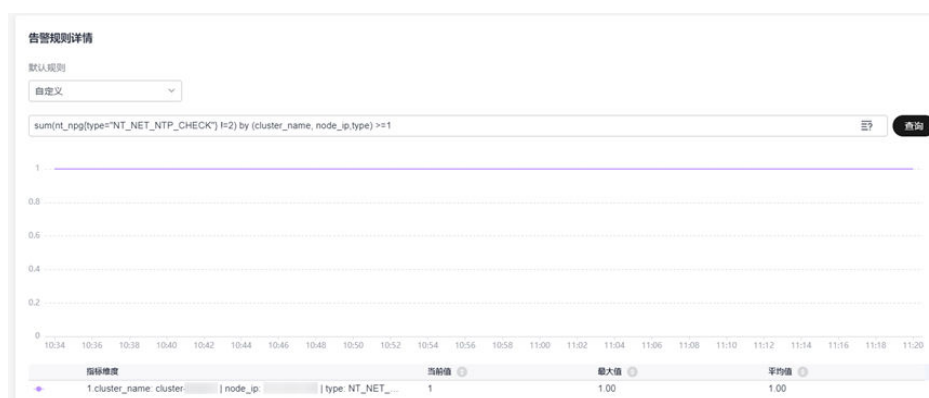 告警规则详情
默认规则
自定义
sum(nt_npg{type="NT_NET_NTP_CHECK"} !=2) by (cluster_name, node_ip,type) >=1
查询
1
0.8
0.6
0.4
0.2
0
10:34 10:36 10:38 10:40 10:42 10:44 10:46 10:48 10:50 10:52 10:54 10:56 10:58 11:00 11:02 11:04 11:06 11:08 11:10 11:12 11:14 11:16 11:18 11:20
指标维度 当前值 最大值 平均值
1.cluster_name: cluster- | node_ip: | type: NT_NET_... 1 1.00 1.00